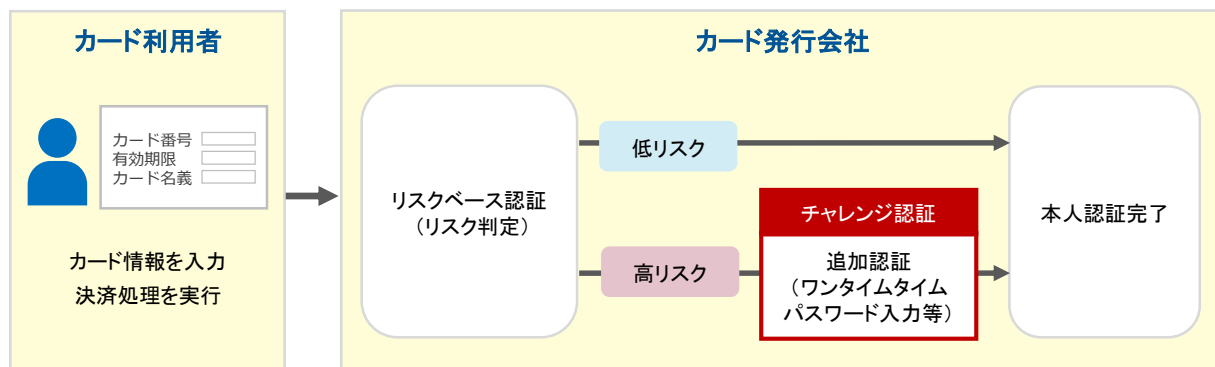 カード利用者
カード番号
有効期限
カード名義
カード情報を入力
決済処理を実行
カード発行会社
リスクベース認証
（リスク判定）
低リスク
高リスク
チャレンジ認証
追加認証
（ワンタイムタイム
パスワード入力等）
本人認証完了